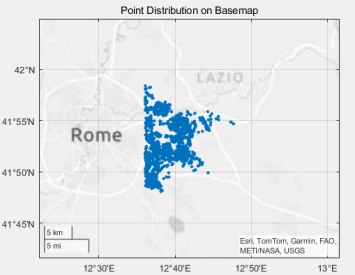 Point Distribution on Basemap
42°N
LAZIO
41°55'N
Rome
41°50'N
41°45'N
5 km
5 mi
Esri, TomTom, Garmin, FAO,
METI/NASA, USGS
12°30'E
12°40'E
12°50'E
13°E